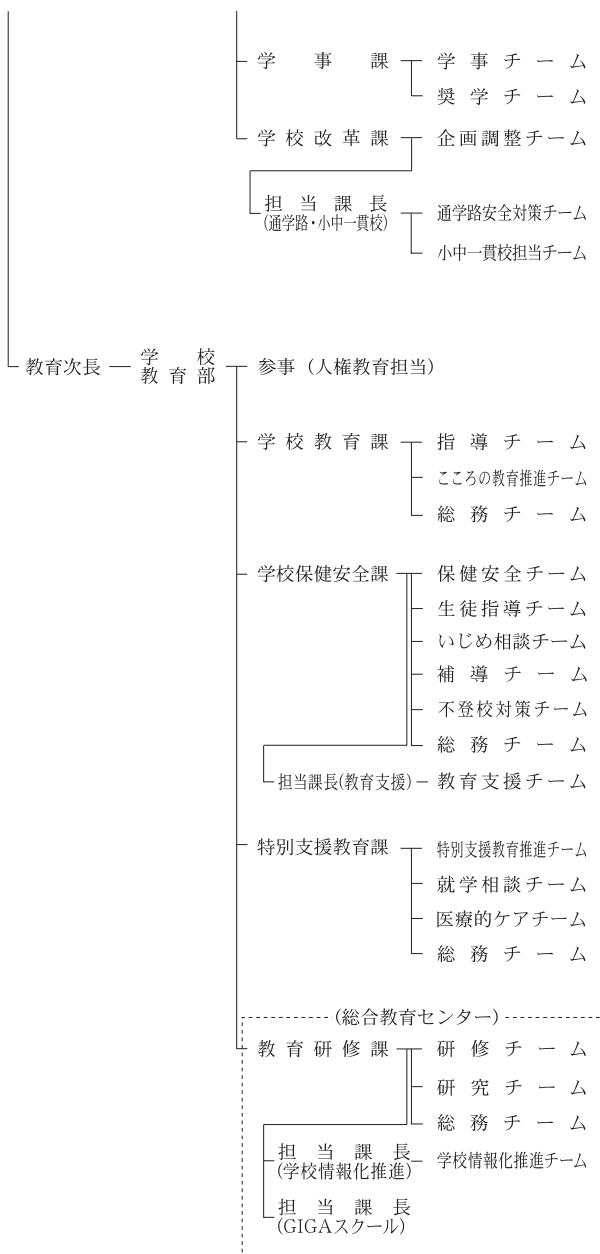 学事課 学事チーム
奨学チーム
学校改革課 企画調整チーム
担当課長 通学路安全対策チーム
(通学路・小中一貫校)
小中一貫校担当チーム
教育次長 学校教育部 参事（人権教育担当）
学校教育課 指導チーム
こころの教育推進チーム
総務チーム
学校保健安全課 保健安全チーム
生徒指導チーム
いじめ相談チーム
補導チーム
不登校対策チーム
総務チーム
担当課長(教育支援) 教育支援チーム
特別支援教育課 特別支援教育推進チーム
就学相談チーム
医療的ケアチーム
総務チーム
(総合教育センター)
教育研修課 研修チーム
研究チーム
総務チーム
担当課長 学校情報化推進チーム
(学校情報化推進)
担当課長
(GIGAスクール)